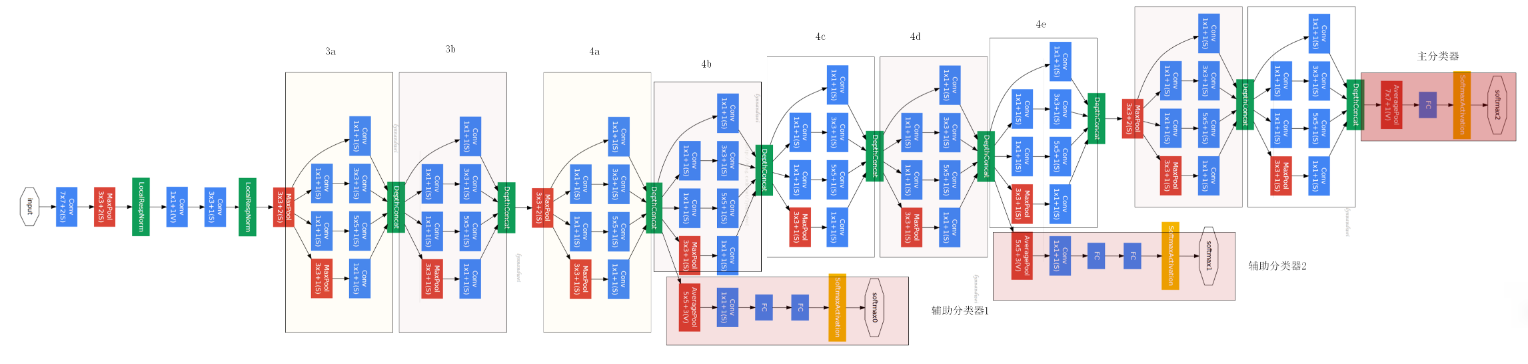 input
Conv
7x7+2(S)
MaxPool
3x3+2(S)
LocalRespNorm
Conv
1x1+1(V)
Conv
3x3+1(S)
LocalRespNorm
MaxPool
3x3+2(S)
3a
Conv
1x1+1(S)
Conv
1x1+1(S)
Conv
3x3+1(S)
Conv
1x1+1(S)
Conv
5x5+1(S)
MaxPool
3x3+1(S)
Conv
1x1+1(S)
DepthConcat
3b
Conv
1x1+1(S)
Conv
1x1+1(S)
Conv
3x3+1(S)
Conv
1x1+1(S)
Conv
5x5+1(S)
MaxPool
3x3+1(S)
Conv
1x1+1(S)
DepthConcat
MaxPool
3x3+2(S)
4a
Conv
1x1+1(S)
Conv
1x1+1(S)
Conv
3x3+1(S)
Conv
1x1+1(S)
Conv
5x5+1(S)
MaxPool
3x3+1(S)
Conv
1x1+1(S)
DepthConcat
4b
Conv
1x1+1(S)
Conv
1x1+1(S)
Conv
3x3+1(S)
Conv
1x1+1(S)
Conv
5x5+1(S)
MaxPool
3x3+1(S)
Conv
1x1+1(S)
DepthConcat
AveragePool
5x5+3(V)
Conv
1x1+1(S)
FC
FC
SoftmaxActivation
softmax0
辅助分类器1
4c
Conv
1x1+1(S)
Conv
1x1+1(S)
Conv
3x3+1(S)
Conv
1x1+1(S)
Conv
5x5+1(S)
MaxPool
3x3+1(S)
Conv
1x1+1(S)
DepthConcat
4d
Conv
1x1+1(S)
Conv
1x1+1(S)
Conv
3x3+1(S)
Conv
1x1+1(S)
Conv
5x5+1(S)
MaxPool
3x3+1(S)
Conv
1x1+1(S)
DepthConcat
4e
Conv
1x1+1(S)
Conv
1x1+1(S)
Conv
3x3+1(S)
Conv
1x1+1(S)
Conv
5x5+1(S)
MaxPool
3x3+1(S)
Conv
1x1+1(S)
DepthConcat
AveragePool
5x5+3(V)
Conv
1x1+1(S)
FC
FC
SoftmaxActivation
softmax1
辅助分类器2
MaxPool
3x3+2(S)
Conv
1x1+1(S)
Conv
1x1+1(S)
Conv
3x3+1(S)
Conv
1x1+1(S)
Conv
5x5+1(S)
MaxPool
3x3+1(S)
Conv
1x1+1(S)
DepthConcat
Conv
1x1+1(S)
Conv
1x1+1(S)
Conv
3x3+1(S)
Conv
1x1+1(S)
Conv
5x5+1(S)
MaxPool
3x3+1(S)
Conv
1x1+1(S)
DepthConcat
主分类器
AveragePool
7x7+1(V)
FC
SoftmaxActivation
softmax2